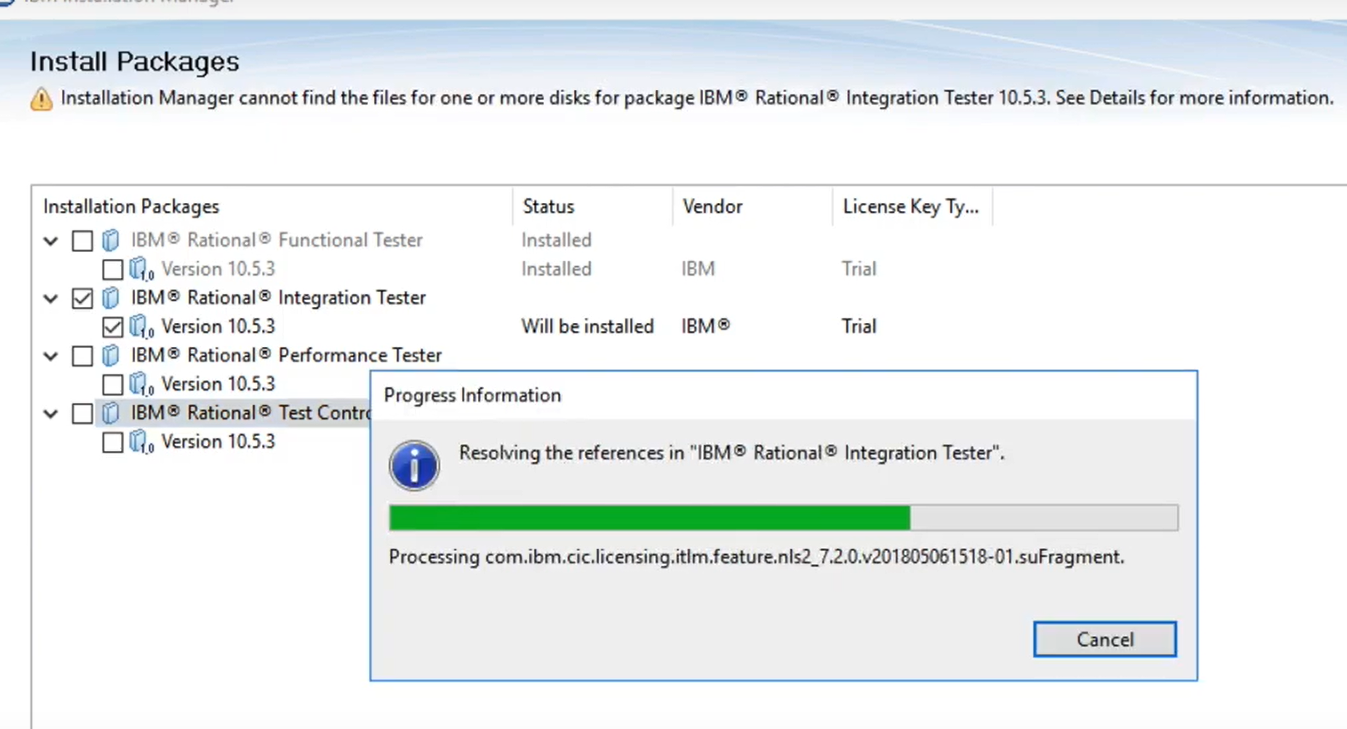 Install Packages
Installation Manager cannot find the files for one or more disks for package IBM® Rational® Integration Tester 10.5.3. See Details for more information.
Installation Packages Status Vendor License Key Ty...
IBM® Rational® Functional Tester Installed
Version 10.5.3 Installed IBM Trial
IBM® Rational® Integration Tester
Version 10.5.3 Will be installed IBM® Trial
IBM® Rational® Performance Tester
Version 10.5.3
IBM® Rational® Test Contro
Version 10.5.3
Progress Information
Resolving the references in "IBM® Rational® Integration Tester".
Processing com.ibm.cic.licensing.itlm.feature.nls2_7.2.0.v201805061518-01.suFragment.
Cancel